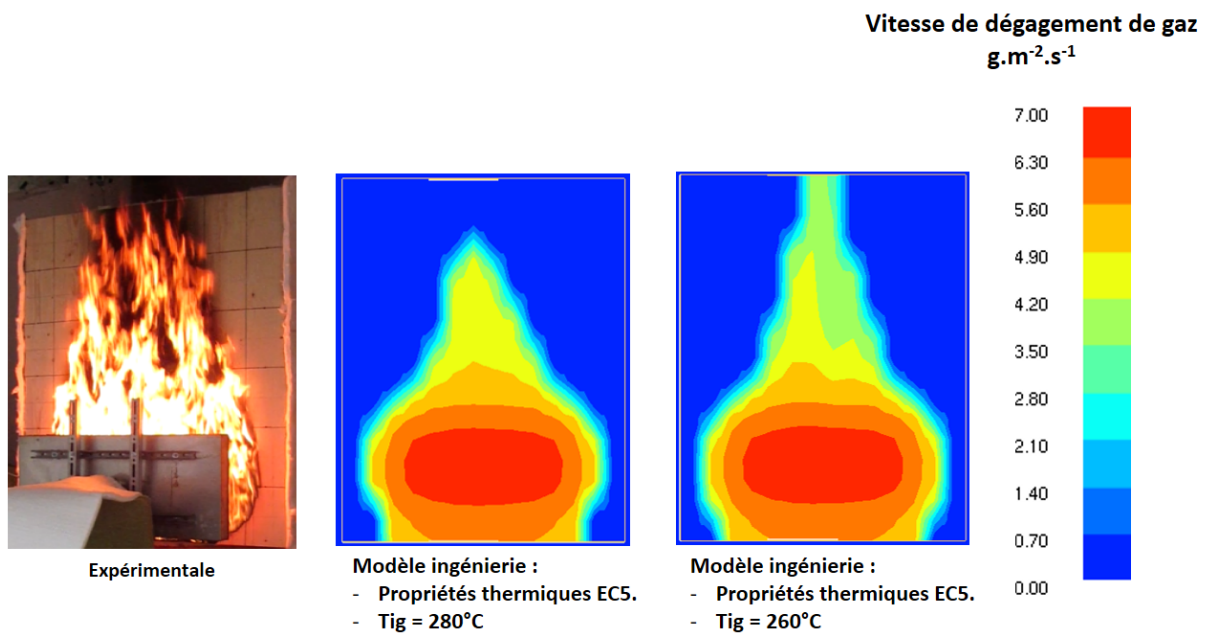 Vitesse de dégagement de gaz
g.m-2.s-1
7.00
6.30
5.60
4.90
4.20
3.50
2.80
2.10
1.40
0.70
0.00
Expérimentale
Modèle ingénierie :
- Propriétés thermiques EC5.
- Tig = 280°C
Modèle ingénierie :
- Propriétés thermiques EC5.
- Tig = 260°C